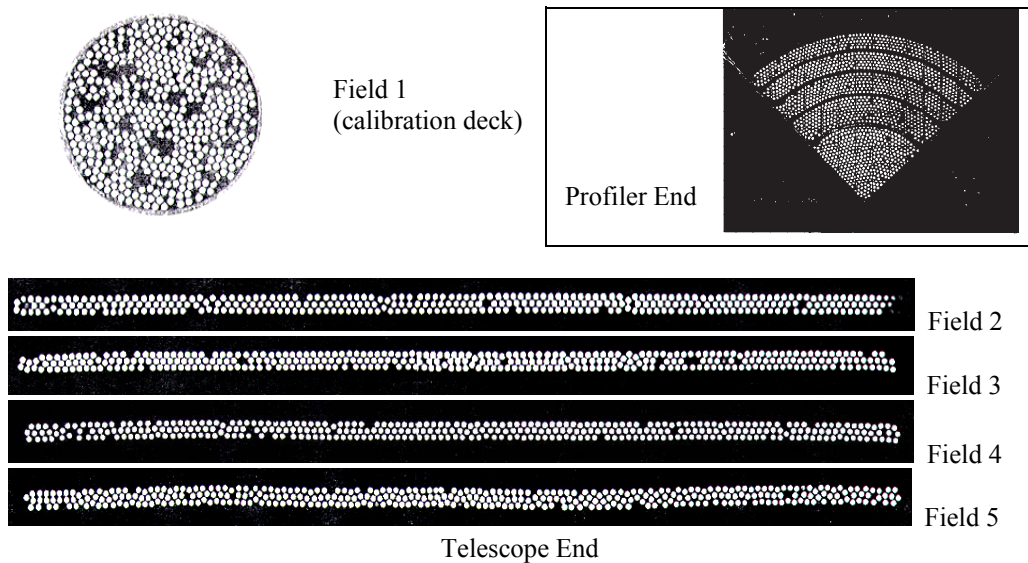 Field 1
(calibration deck)
Profiler End
Field 2
Field 3
Field 4
Field 5
Telescope End